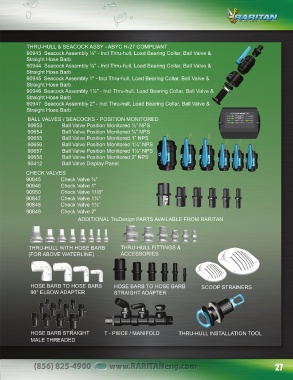 RARITAN
THRU-HULL & SEACOCK ASSY - ABYC H-27 COMPLIANT
90943 Seacock Assembly ½" - Incl Thru-hull, Load Bearing Collar, Ball Valve &
Straight Hose Barb
90944 Seacock Assembly ¾" - Incl Thru-hull, Load Bearing Collar, Ball Valve &
Straight Hose Barb
90945 Seacock Assembly 1" - Incl Thru-hull, Load Bearing Collar, Ball Valve &
Straight Hose Barb
90946 Seacock Assembly 1½" - Incl Thru-hull, Load Bearing Collar, Ball Valve &
Straight Hose Barb
90947 Seacock Assembly 2" - Incl Thru-hull, Load Bearing Collar, Ball Valve &
Straight Hose Barb
BALL VALVES / SEACOCKS - POSITION MONITORED
90653 Ball Valve Position Monitored ½" NPS
90654 Ball Valve Position Monitored ¾" NPS
90655 Ball Valve Position Monitored 1" NPS
90656 Ball Valve Position Monitored 1¼" NPS
90657 Ball Valve Position Monitored 1½" NPS
90658 Ball Valve Position Monitored 2" NPS
90412 Ball Valve Display Panel
CHECK VALVES
90845 Check Valve ¾"
90846 Check Valve 1"
90850 Check Valve 11/8"
90847 Check Valve 1¼"
90848 Check Valve 1½"
90849 Check Valve 2"
ADDITIONAL TruDesign PARTS AVAILABLE FROM RARITAN
THRU-HULL WITH HOSE BARB
(FOR ABOVE WATERLINE)
THRU-HULL FITTINGS &
ACCESSORIES
HOSE BARB TO HOSE BARB
90° ELBOW ADAPTER
HOSE BARB TO HOSE BARB
STRAIGHT ADAPTER
SCOOP STRAINERS
HOSE BARB STRAIGHT
MALE THREADED
T - PIECE / MANIFOLD
THRU-HULL INSTALLATION TOOL
(856) 825-4900
www.RARITANeng.com
27